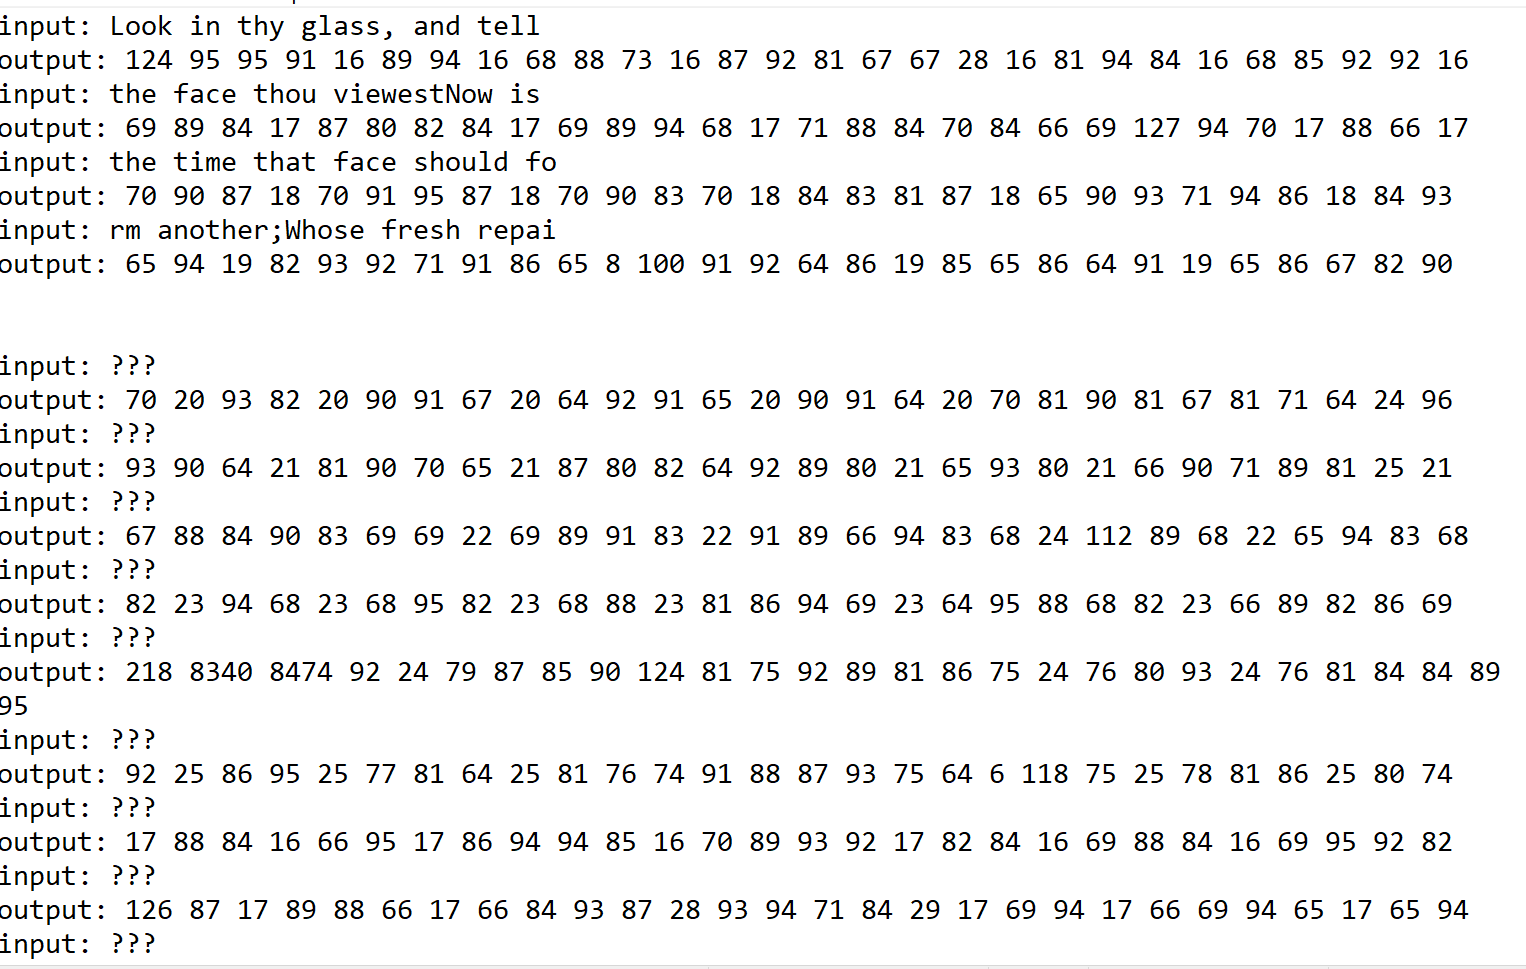 input: Look in thy glass, and tell
output: 124 95 95 91 16 89 94 16 68 88 73 16 87 92 81 67 67 28 16 81 94 84 16 68 85 92 92 16
input: the face thou viewestNow is
output: 69 89 84 17 87 80 82 84 17 69 89 94 68 17 71 88 84 70 84 66 69 127 94 70 17 88 66 17
input: the time that face should fo
output: 70 90 87 18 70 91 95 87 18 70 90 83 70 18 84 83 81 87 18 65 90 93 71 94 86 18 84 93
input: rm another;Whose fresh repai
output: 65 94 19 82 93 92 71 91 86 65 8 100 91 92 64 86 19 85 65 86 64 91 19 65 86 67 82 90
input: ???
output: 70 20 93 82 20 90 91 67 20 64 92 91 65 20 90 91 64 20 70 81 90 81 67 81 71 64 24 96
input: ???
output: 93 90 64 21 81 90 70 65 21 87 80 82 64 92 89 80 21 65 93 80 21 66 90 71 89 81 25 21
input: ???
output: 67 88 84 90 83 69 69 22 69 89 91 83 22 91 89 66 94 83 68 24 112 89 68 22 65 94 83 68
input: ???
output: 82 23 94 68 23 68 95 82 23 68 88 23 81 86 94 69 23 64 95 88 68 82 23 66 89 82 86 69
input: ???
output: 218 8340 8474 92 24 79 87 85 90 124 81 75 92 89 81 86 75 24 76 80 93 24 76 81 84 84 89
95
input: ???
output: 92 25 86 95 25 77 81 64 25 81 76 74 91 88 87 93 75 64 6 118 75 25 78 81 86 25 80 74
input: ???
output: 17 88 84 16 66 95 17 86 94 94 85 16 70 89 93 92 17 82 84 16 69 88 84 16 69 95 92 82
input: ???
output: 126 87 17 89 88 66 17 66 84 93 87 28 93 94 71 84 29 17 69 94 17 66 69 94 65 17 65 94
input: ???